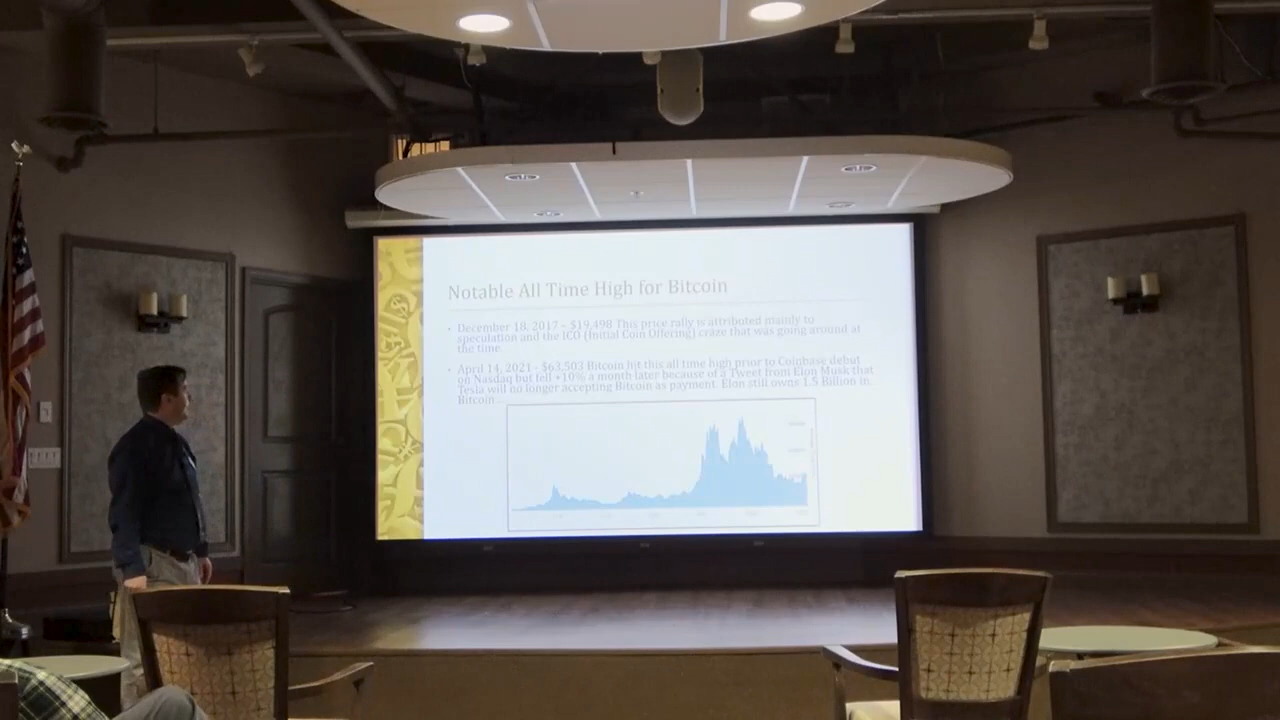 Notable All Time High for Bitcoin
• December 18, 2017 – $19,498 This price rally is attributed mainly to
speculation and the ICO (Initial Coin Offering) craze that was going around at
the time
• April 14, 2021 - $63,503 Bitcoin hit this all time high prior to Coinbase debut
on Nasdaq but fell +10% a month later because of a Tweet from Elon Musk that
Tesla will no longer accepting Bitcoin as payment. Elon still owns 1.5 Billion in
Bitcoin